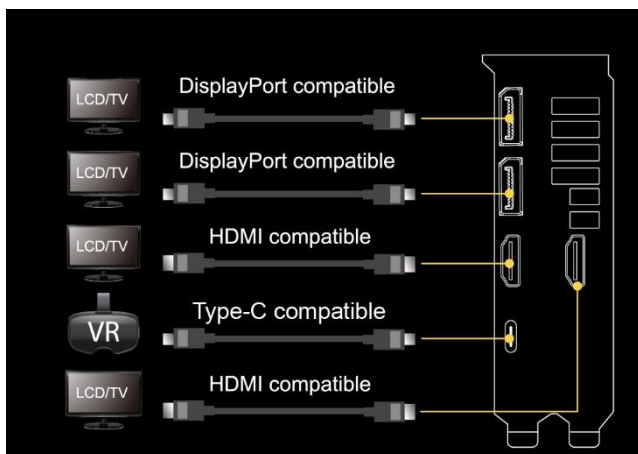 DisplayPort compatible
LCD/TV
DisplayPort compatible
LCD/TV
HDMI compatible
LCD/TV
Type-C compatible
VR
HDMI compatible
LCD/TV